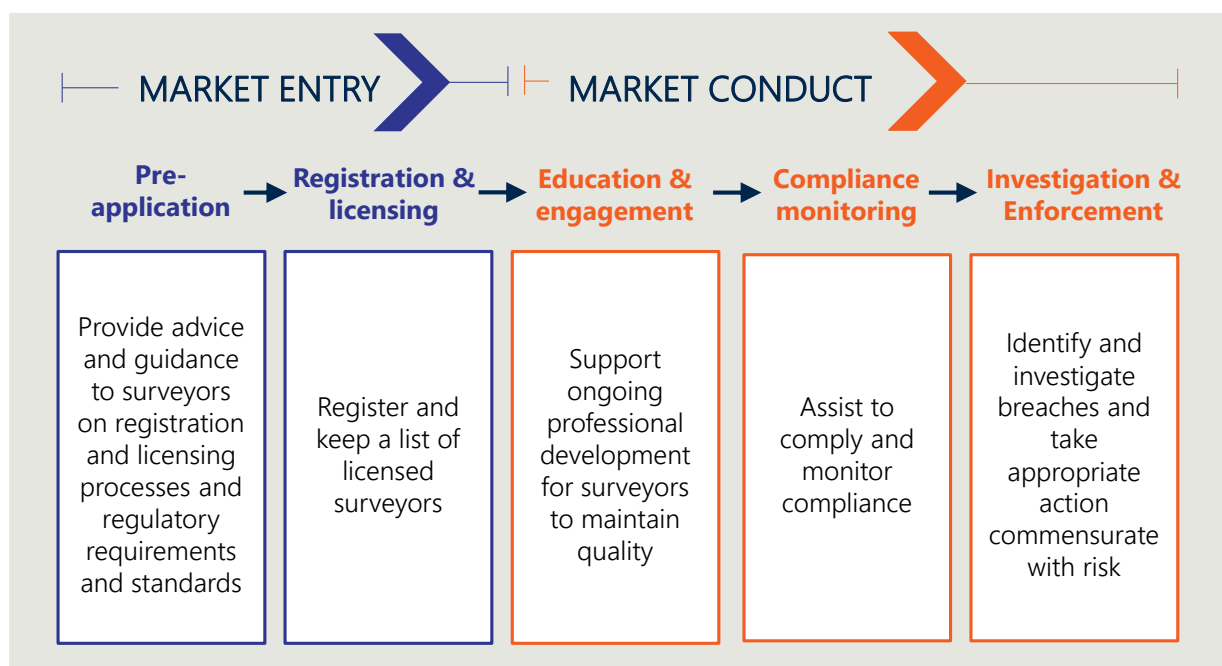 MARKET ENTRY
MARKET CONDUCT
Pre-
application
Registration &
licensing
Education &
engagement
Compliance
monitoring
Investigation &
Enforcement
Provide advice
and guidance
to surveyors
on registration
and licensing
processes and
regulatory
requirements
and standards
Register and
keep a list of
licensed
surveyors
Support
ongoing
professional
development
for surveyors
to maintain
quality
Assist to
comply and
monitor
compliance
Identify and
investigate
breaches and
take
appropriate
action
commensurate
with risk